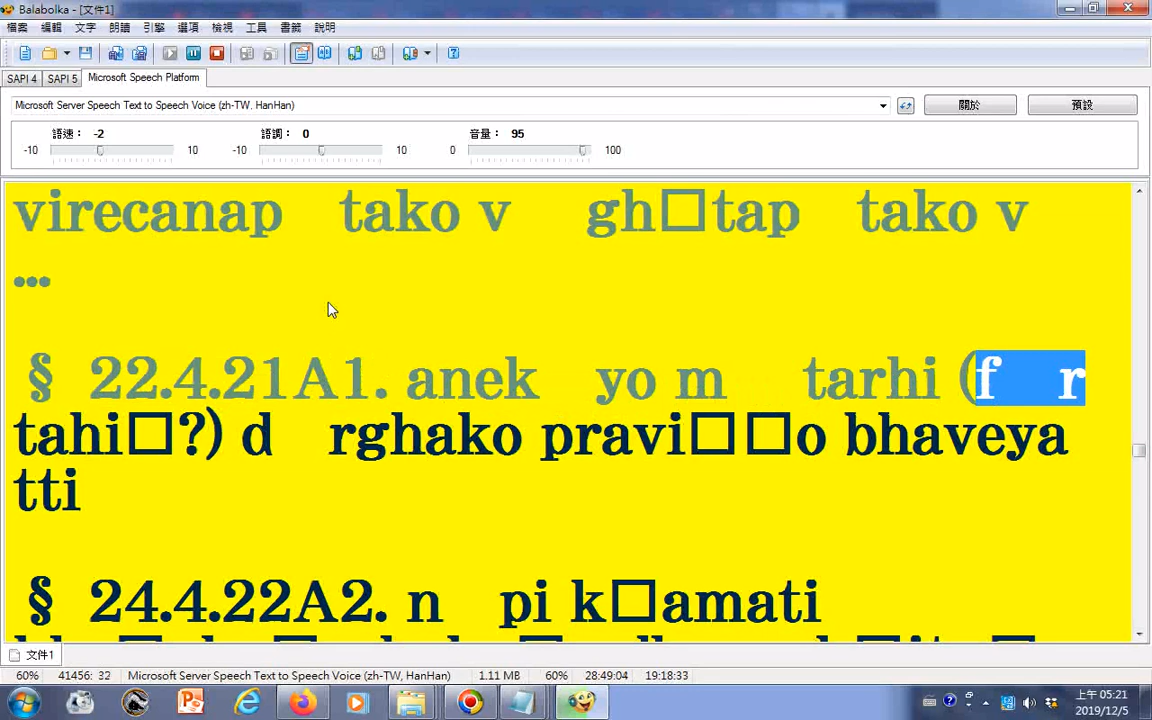 Balabolka - [文件1]
檔案 編輯 文字 朗讀 引擎 選項 檢視 工具 書籤 說明
SAPI 4 SAPI 5 Microsoft Speech Platform
Microsoft Server Speech Text to Speech Voice (zh-TW, HanHan) 關於 預設
語速： -2 語調： 0 音量： 95
-10 10 -10 10 0 100
virecanap tako v gh□tap tako v
...
§ 22.4.21A1. anek yo m tarhi (f r
tahi□?) d rghako pravi□□o bhaveya
tti
§ 24.4.22A2. n pi k□amati
文件1
60% 41456: 32 Microsoft Server Speech Text to Speech Voice (zh-TW, HanHan) 1.11 MB 60% 28:49:04 19:18:33
上午 05:21
2019/12/5